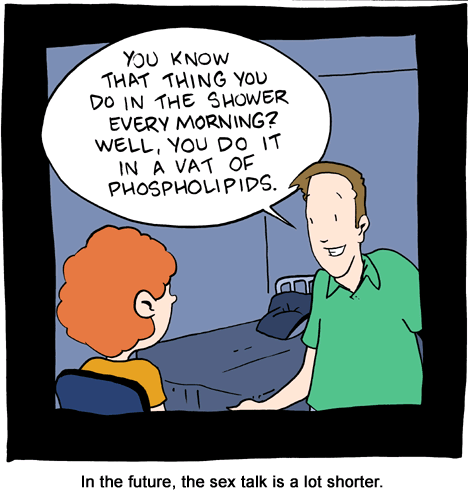 YOU KNOW
THAT THING YOU
DO IN THE SHOWER
EVERY MORNING?
WELL, YOU DO IT
IN A VAT OF
PHOSPHOLIPIDS.
In the future, the sex talk is a lot shorter.